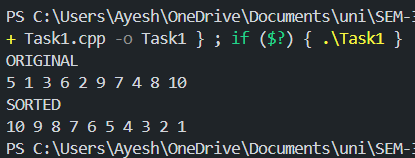 PS C:\Users\Ayesh\OneDrive\Documents\uni\SEM-
+ Task1.cpp -o Task1 } ; if ($?) { .\Task1 }
ORIGINAL
5 1 3 6 2 9 7 4 8 10
SORTED
10 9 8 7 6 5 4 3 2 1
PS C:\Users\Ayesh\OneDrive\Documents\uni\SEM-